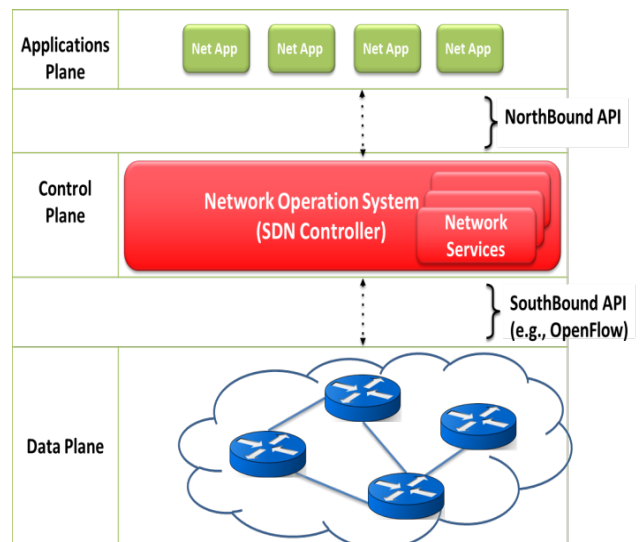 Applications
Plane
Net App
Net App
Net App
Net App
NorthBound API
Control
Plane
Network Operation System
(SDN Controller)
Network
Services
SouthBound API
(e.g., OpenFlow)
Data Plane